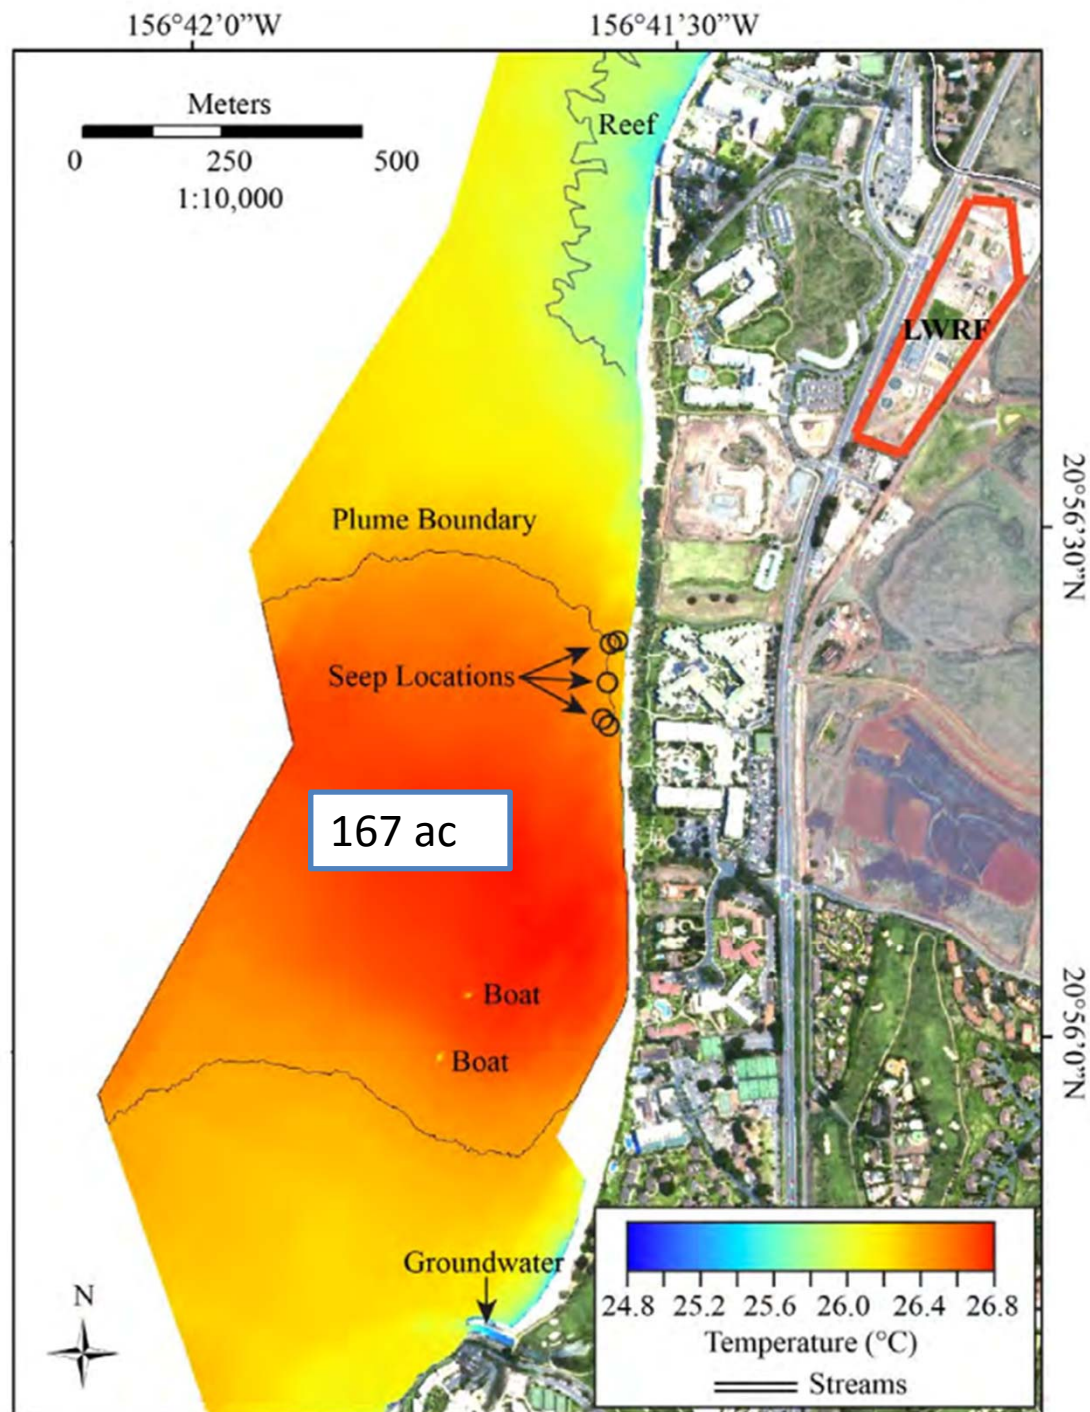 156°42’0”W
156°41’30”W
Meters
0 250 500
1:10,000
Reef
LWRF
Plume Boundary
20°56’30”N
Seep Locations
167 ac
Boat
Boat
20°56’0”N
Groundwater
N
24.8 25.2 25.6 26.0 26.4 26.8
Temperature (°C)
Streams